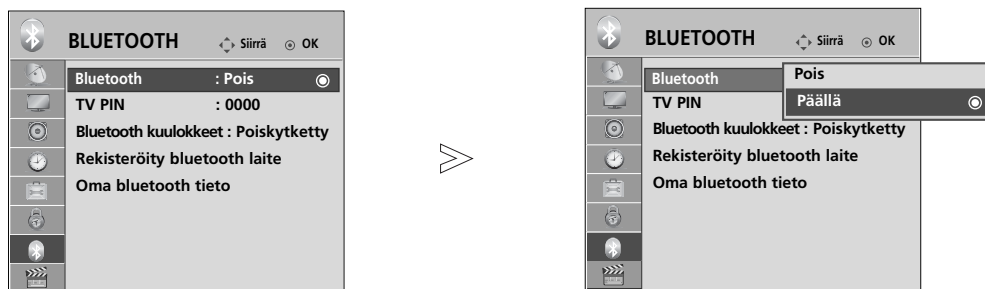 BLUETOOTH Siirrä OK
Bluetooth : Pois
TV PIN : 0000
Bluetooth kuulokkeet : Poiskytketty
Rekisteröity bluetooth laite
Oma bluetooth tieto
BLUETOOTH Siirrä OK
Bluetooth
Pois
Päällä
TV PIN
Bluetooth kuulokkeet : Poiskytketty
Rekisteröity bluetooth laite
Oma bluetooth tieto